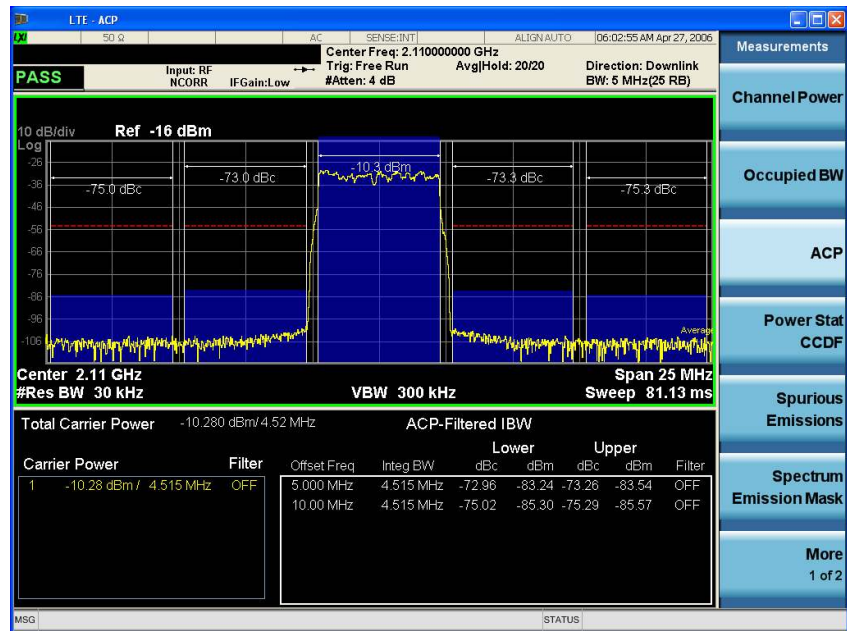 LTE - ACP
LXI 50 Ω AC SENSE:INT ALIGN AUTO 06:02:55 AM Apr 27, 2006
Center Freq: 2.110000000 GHz
PASS Input: RF Trig: Free Run Avg|Hold: 20/20 Direction: Downlink
NCORR IFGain:Low #Atten: 4 dB BW: 5 MHz(25 RB)
10 dB/div Ref -16 dBm
Log
-26
-36
-46
-56
-66
-76
-86
-96
-106
-75.0 dBc
-73.0 dBc
-10.3 dBm
-73.3 dBc
-75.3 dBc
Average
Center 2.11 GHz Span 25 MHz
#Res BW 30 kHz VBW 300 kHz Sweep 81.13 ms
Total Carrier Power -10.280 dBm/ 4.52 MHz ACP-Filtered IBW
Lower Upper
Carrier Power Filter Offset Freq Integ BW dBc dBm dBc dBm Filter
1 -10.28 dBm / 4.515 MHz OFF 5.000 MHz 4.515 MHz -72.96 -83.24 -73.26 -83.54 OFF
10.00 MHz 4.515 MHz -75.02 -85.30 -75.29 -85.57 OFF
MSG STATUS
Measurements
Channel Power
Occupied BW
ACP
Power Stat
CCDF
Spurious
Emissions
Spectrum
Emission Mask
More
1 of 2